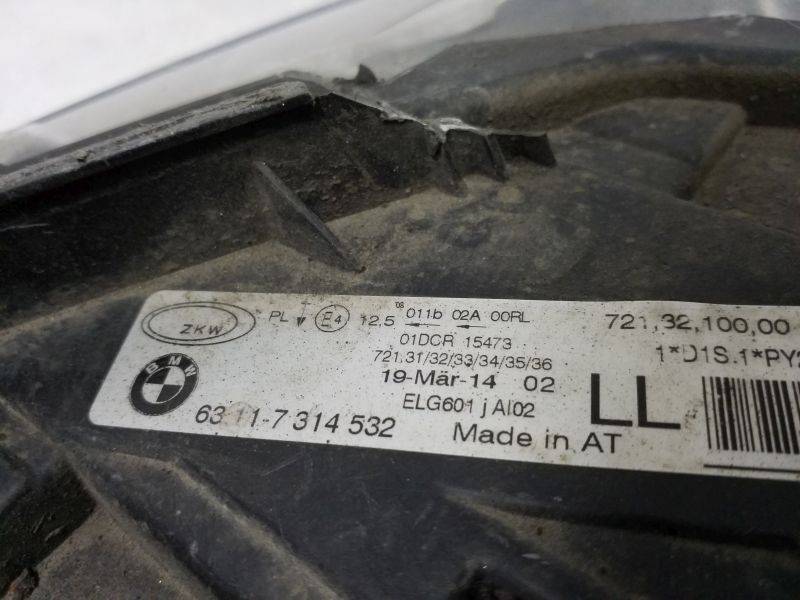 ZKW
PL E4 12,5 011b 02A 00RL
01DCR 15473
721,31/32/33/34/35/36
19-Mär-14 02
ELG601 j AI02
BMW
63 11-7 314 532
Made in AT
LL
721,32,100,00
1*D1S,1*PY2